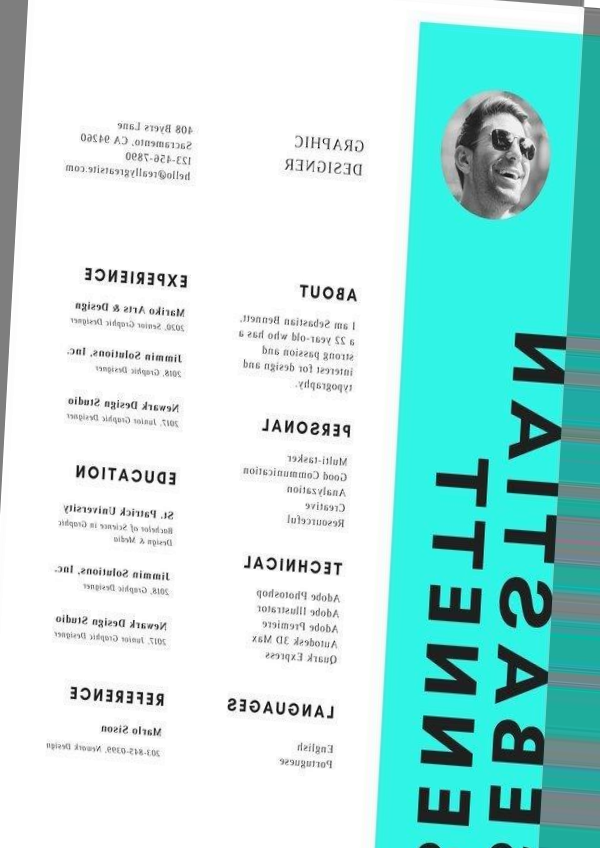 SEBASTIAN
BENNETT
GRAPHIC
DESIGNER
408 Byers Lane
Sacramento, CA 94260
123-456-7890
hello@reallygreatsite.com
ABOUT
I am Sebastian Bennett,
a 22 year-old who has a
strong passion and
interest for design and
typography.
PERSONAL
Multi-tasker
Good Communication
Analyzation
Creative
Resourceful
TECHNICAL
Adobe Photoshop
Adobe Illustrator
Adobe Premiere
Autodesk 3D Max
Quark Express
LANGUAGES
English
Portuguese
EXPERIENCE
Mariko Arts & Design
2020, Senior Graphic Designer
Jimmin Solutions, Inc.
2018, Graphic Designer
Newark Design Studio
2017, Junior Graphic Designer
EDUCATION
St. Patrick University
Bachelor of Science in Graphic
Design & Media
Jimmin Solutions, Inc.
2018, Graphic Designer
Newark Design Studio
2017, Junior Graphic Designer
REFERENCE
Marlo Sison
203-845-0399, Newark Design